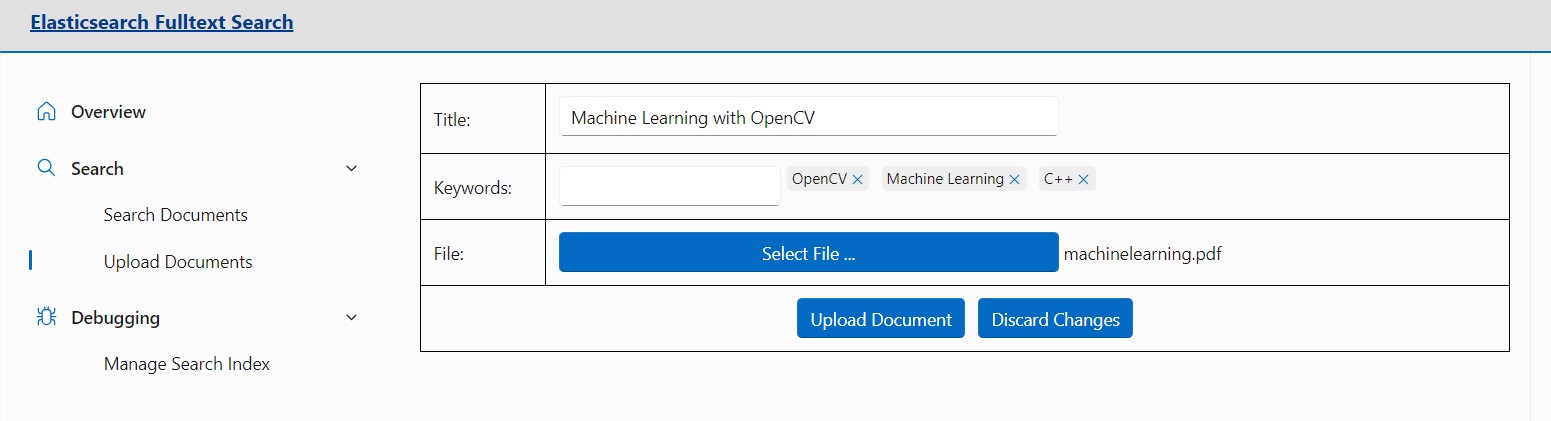 Elasticsearch Fulltext Search
Overview
Search
Search Documents
Upload Documents
Debugging
Manage Search Index
Title: Machine Learning with OpenCV
Keywords: OpenCV Machine Learning C++
File: Select File ... machinelearning.pdf
Upload Document Discard Changes